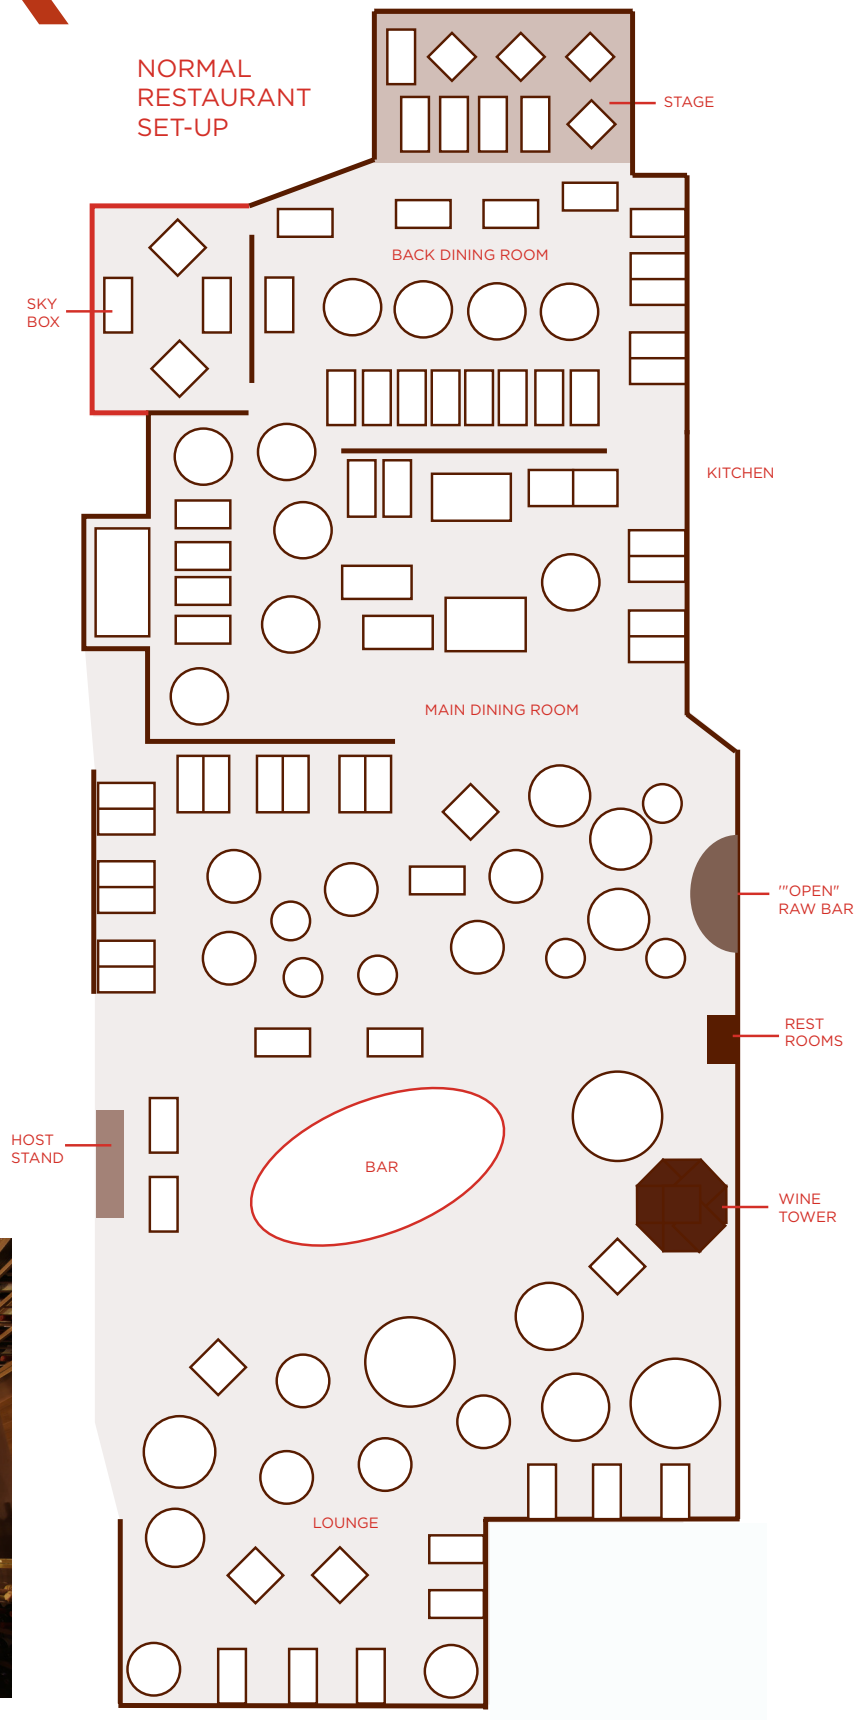 NORMAL
RESTAURANT
SET-UP
STAGE
BACK DINING ROOM
SKY
BOX
KITCHEN
MAIN DINING ROOM
'"OPEN"
RAW BAR
REST
ROOMS
HOST
STAND
BAR
WINE
TOWER
LOUNGE